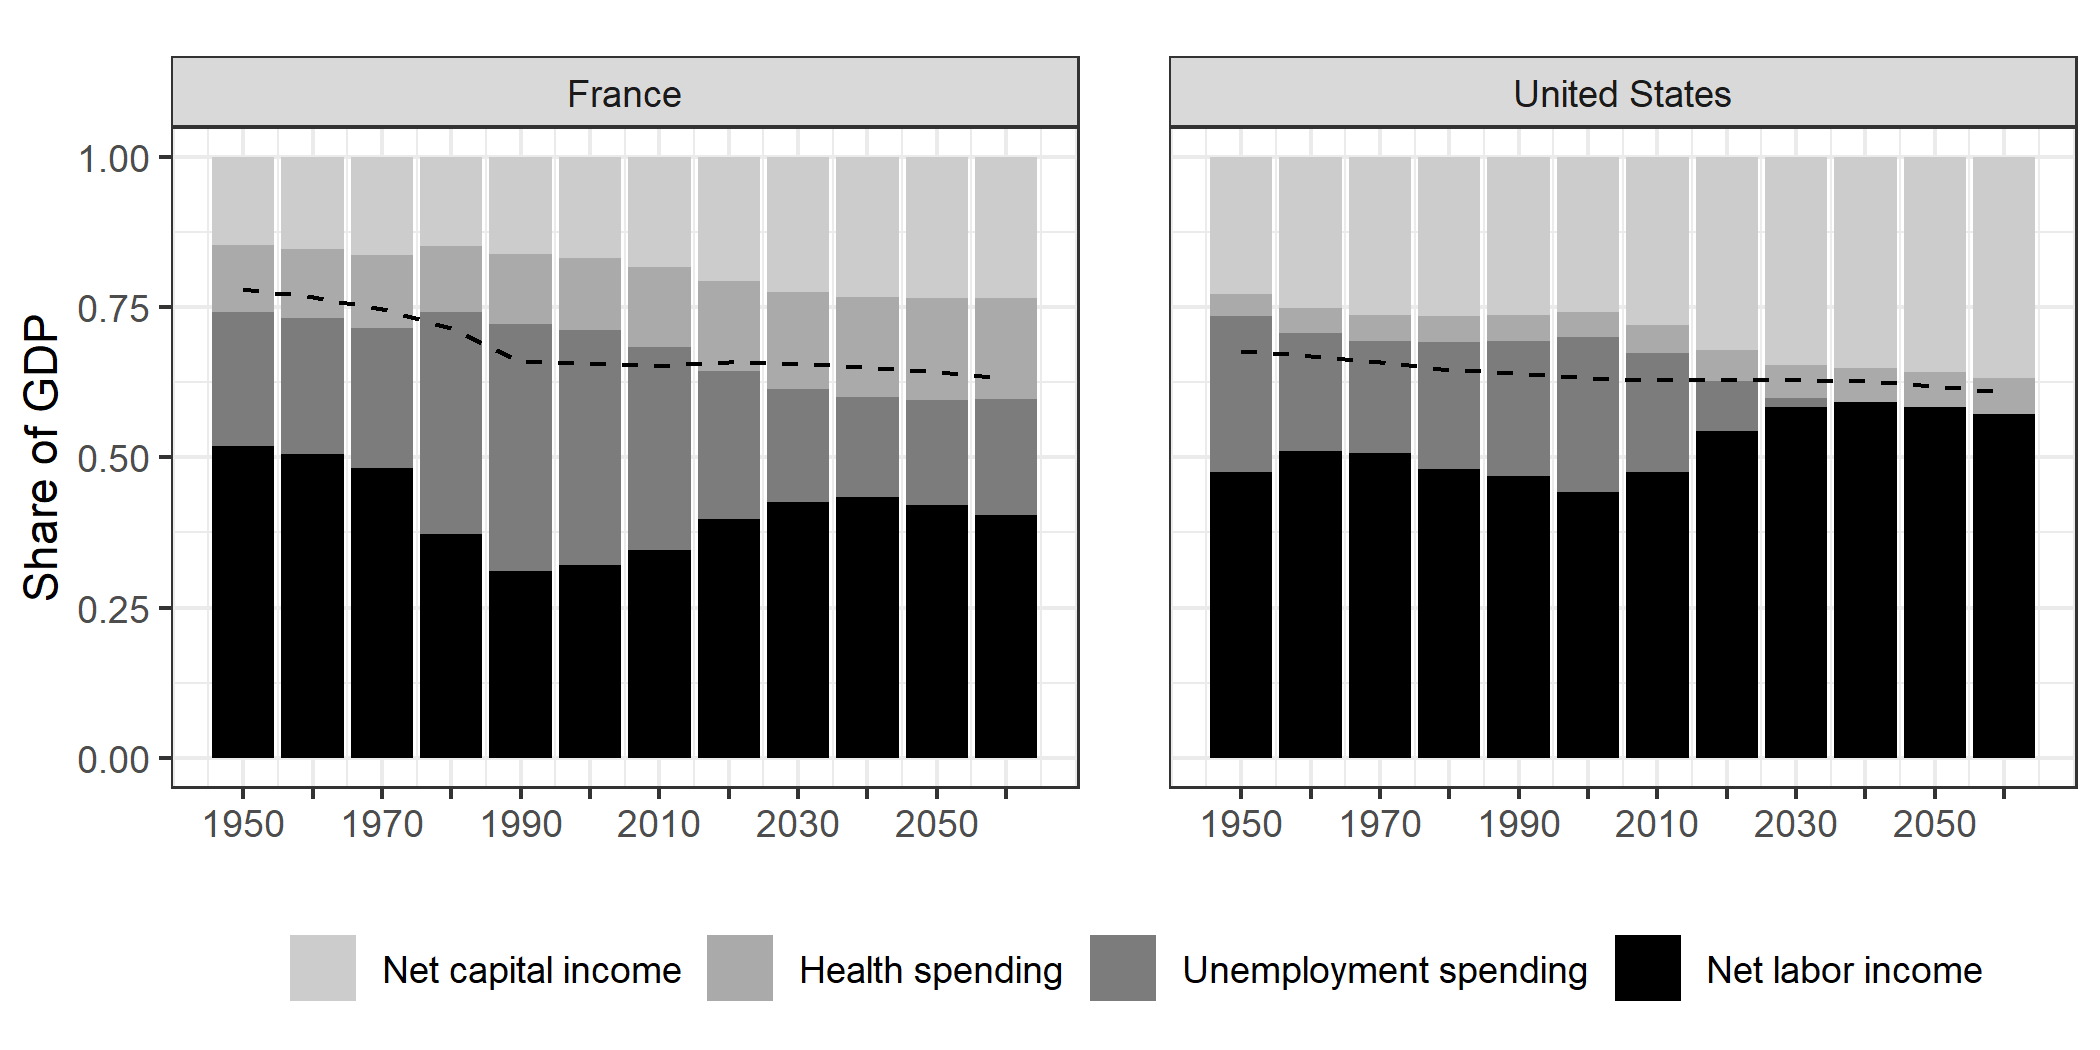 France
United States
Share of GDP
1.00
0.75
0.50
0.25
0.00
1950 1970 1990 2010 2030 2050
1950 1970 1990 2010 2030 2050
Net capital income Health spending Unemployment spending Net labor income